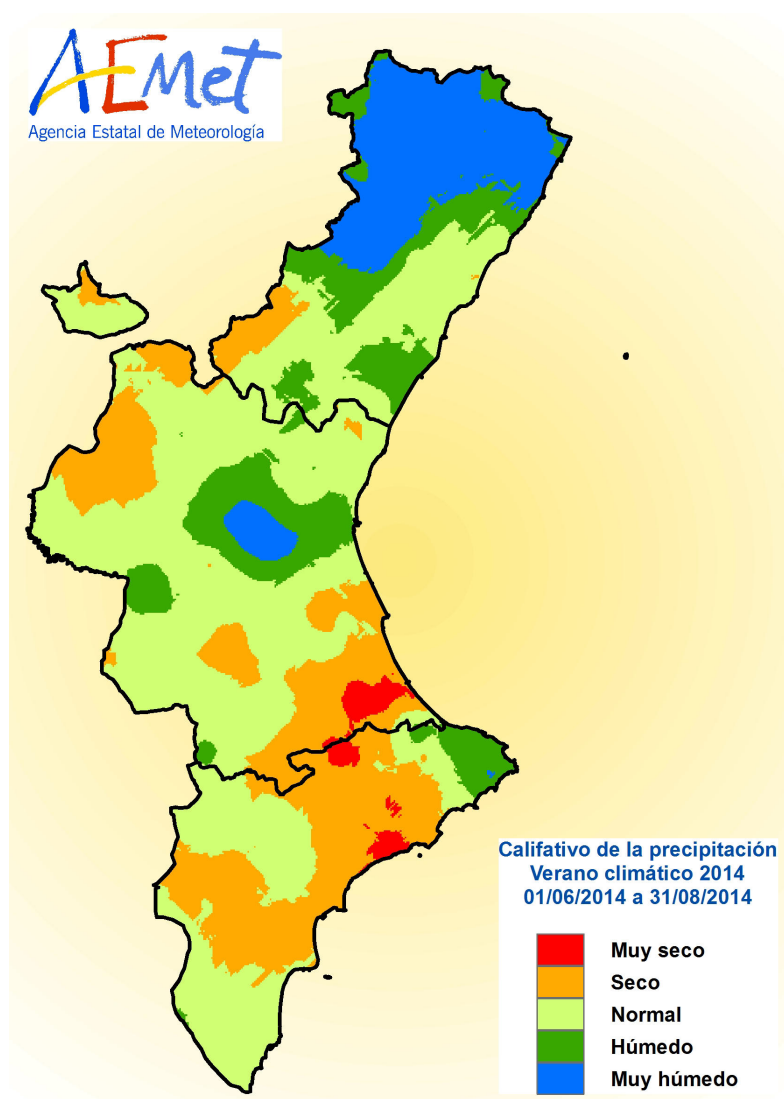 AEMet
Agencia Estatal de Meteorología
Califativo de la precipitación
Verano climático 2014
01/06/2014 a 31/08/2014
Muy seco
Seco
Normal
Húmedo
Muy húmedo